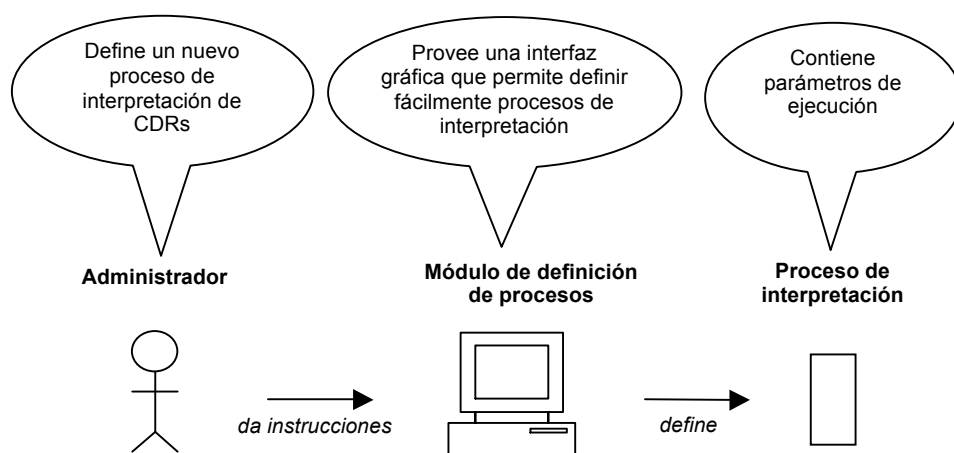 Define un nuevo
proceso de
interpretación de
CDRs
Provee una interfaz
gráfica que permite definir
fácilmente procesos de
interpretación
Contiene
parámetros de
ejecución
Administrador
Módulo de definición
de procesos
Proceso de
interpretación
da instrucciones
define